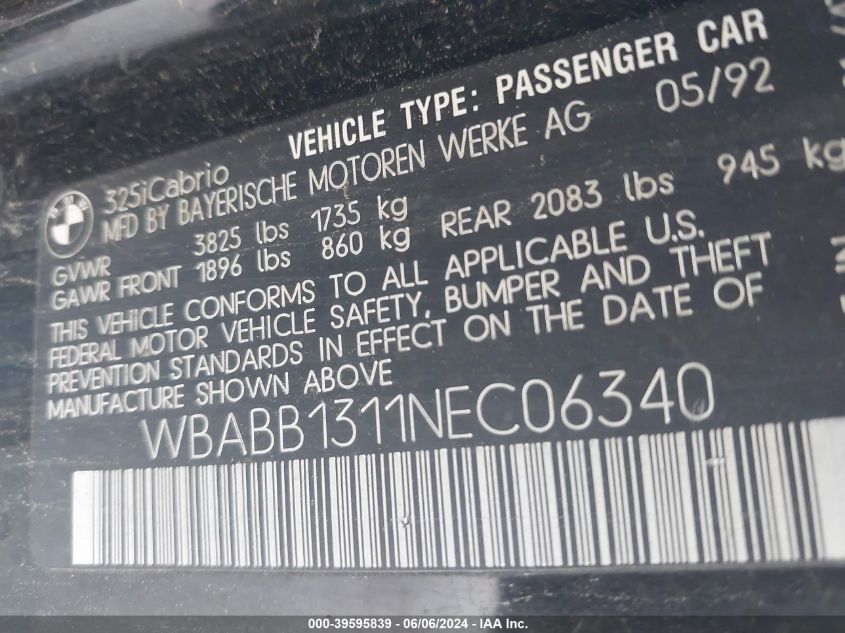 VEHICLE TYPE: PASSENGER CAR
325iCabrio
MFD BY BAYERISCHE MOTOREN WERKE AG 05/92
GVWR 3825 lbs 1735 kg
GAWR FRONT 1896 lbs 860 kg REAR 2083 lbs 945 kg
THIS VEHICLE CONFORMS TO ALL APPLICABLE U.S.
FEDERAL MOTOR VEHICLE SAFETY, BUMPER AND THEFT
PREVENTION STANDARDS IN EFFECT ON THE DATE OF
MANUFACTURE SHOWN ABOVE
WBABB1311NEC06340
000-39595839 - 06/06/2024 - IAA Inc.